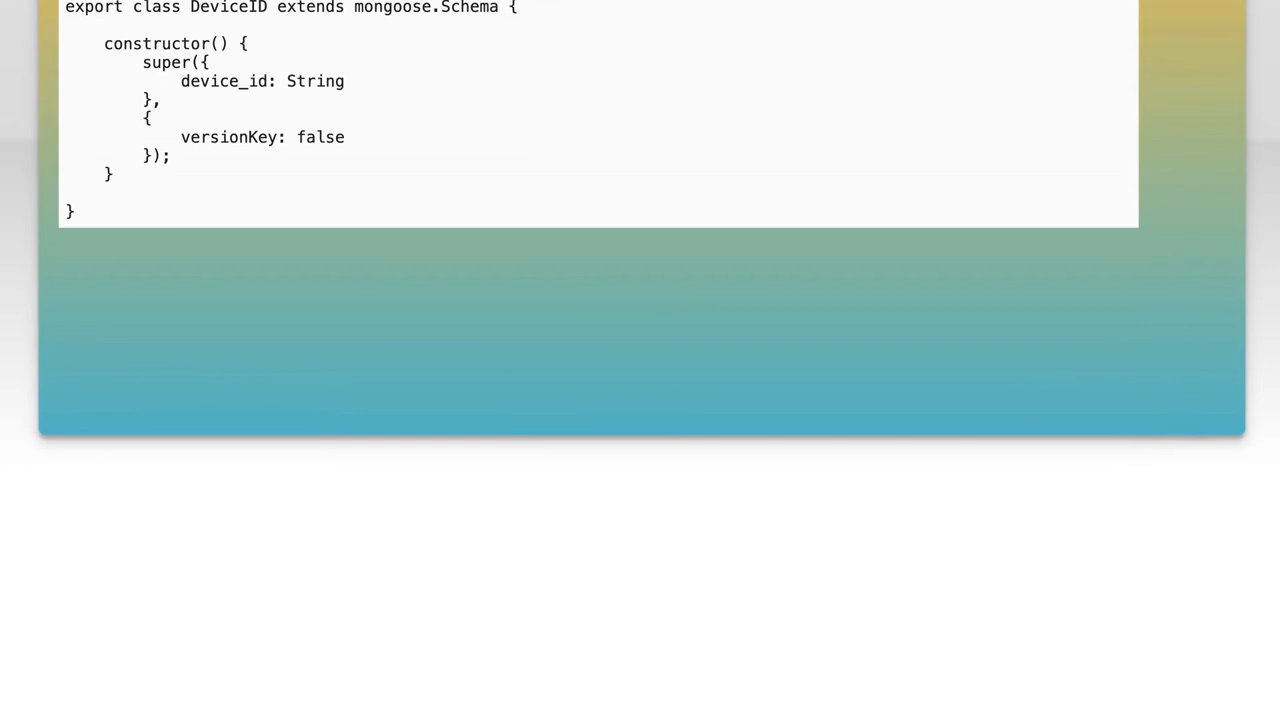 export class DeviceID extends mongoose.Schema {
constructor() {
super({
device_id: String
},
{
versionKey: false
});
}
}